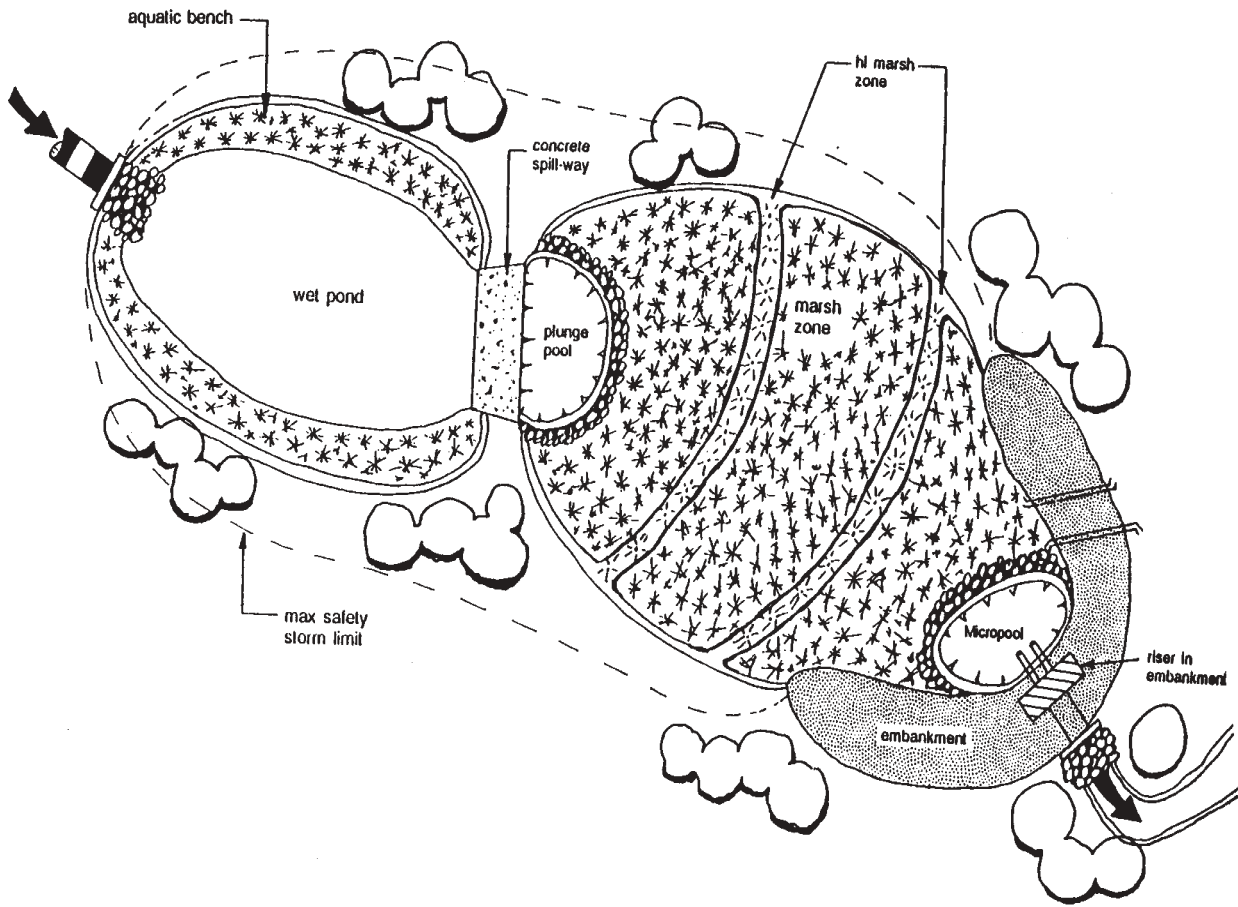 aquatic bench
hi marsh
zone
concrete
spill-way
wet pond
plunge
pool
marsh
zone
max safety
storm limit
Micropool
riser in
embankment
embankment